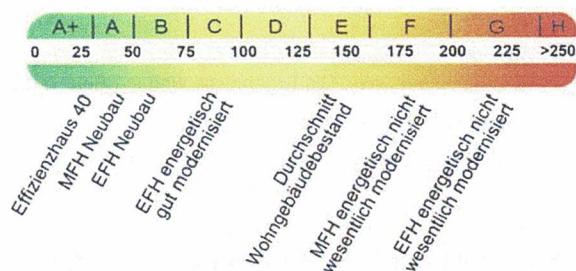 A+ A B C D E F G H
0 25 50 75 100 125 150 175 200 225 >250
Effizienzhaus 40
MFH Neubau
EFH Neubau
EFH energetisch
gut modernisiert
Durchschnitt
Wohngebäudebestand
MFH energetisch nicht
wesentlich modernisiert
EFH energetisch nicht
wesentlich modernisiert